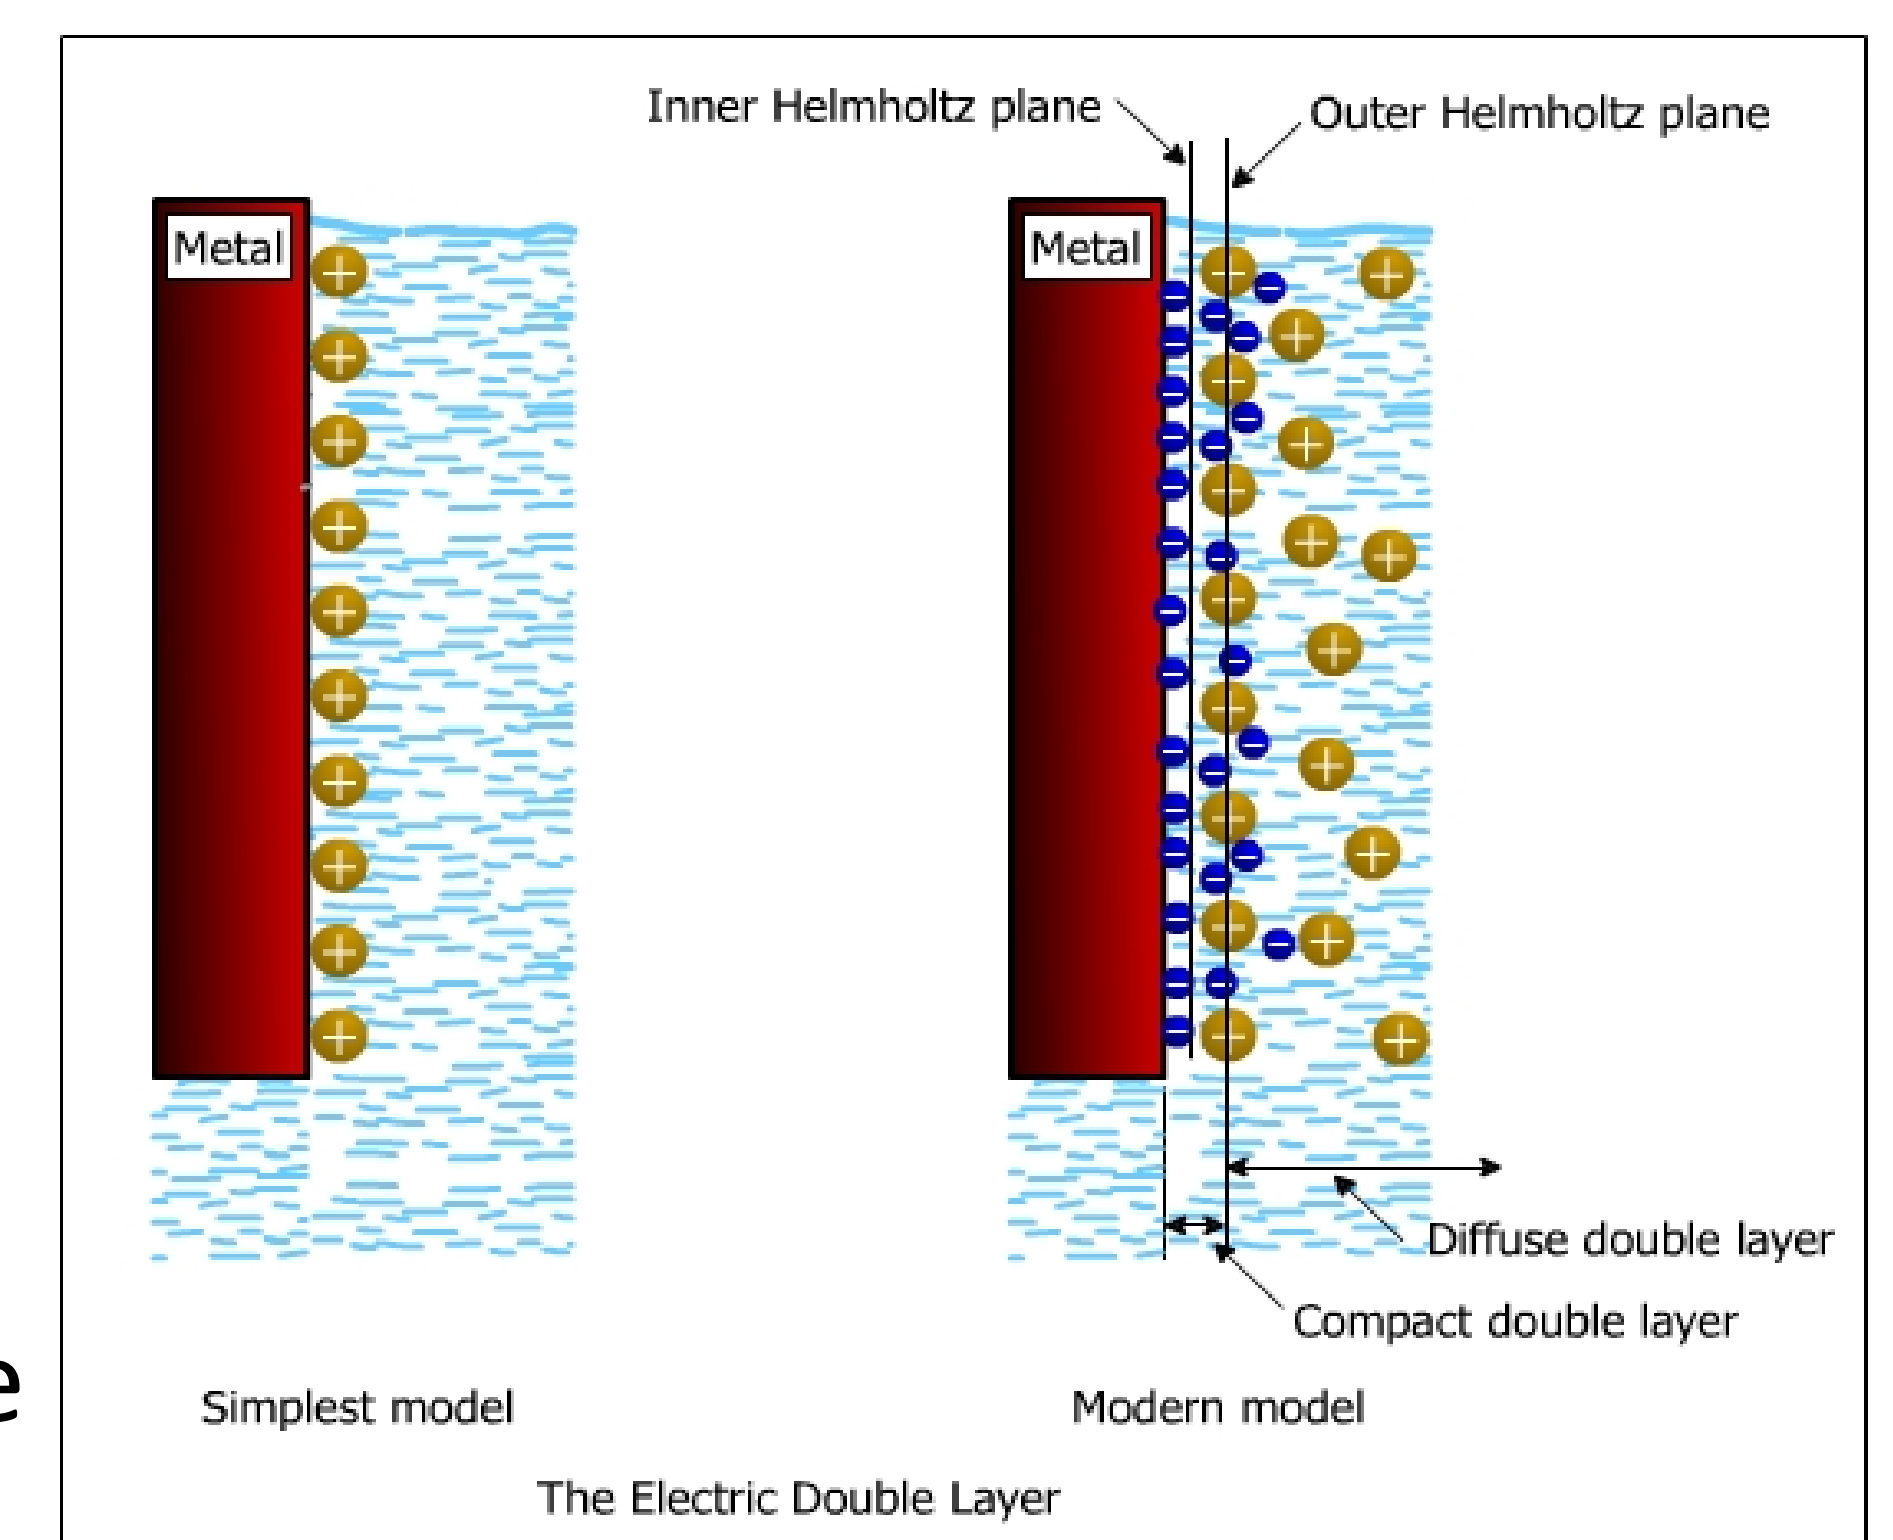 Inner Helmholtz plane
Outer Helmholtz plane
Metal
Metal
Diffuse double layer
Compact double layer
e
Simplest model
Modern model
The Electric Double Layer